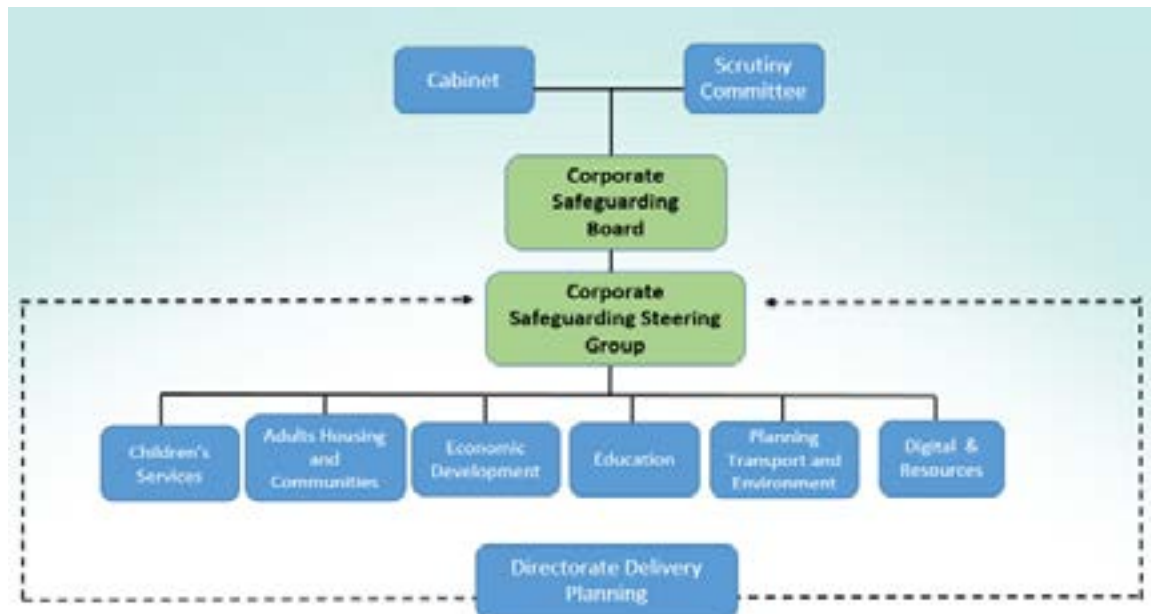 Cabinet
Scrutiny
Committee
Corporate
Safeguarding
Board
Corporate
Safeguarding Steering
Group
Children's
Services
Adults Housing
and
Communities
Economic
Development
Education
Planning
Transport and
Environment
Digital &
Resources
Directorate Delivery
Planning